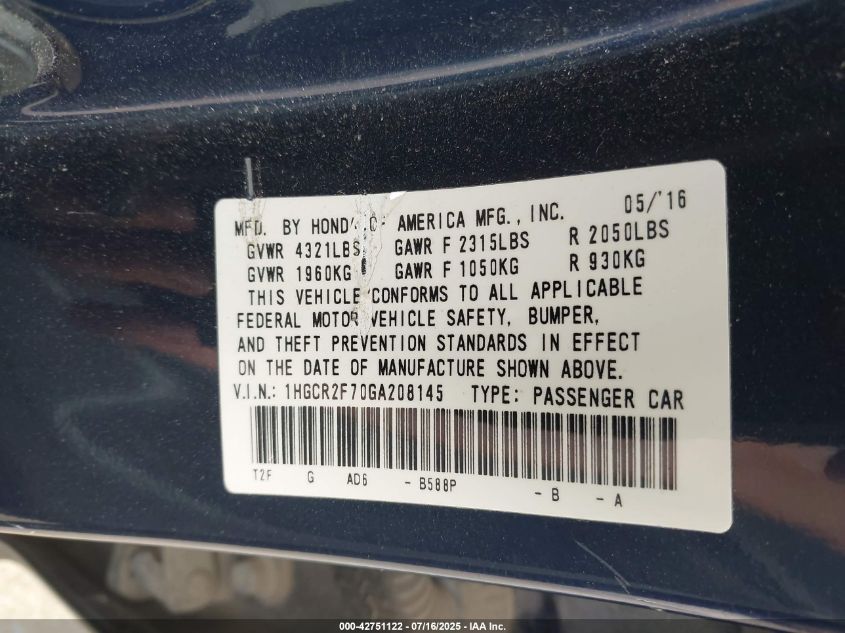 MFD. BY HONDA OF AMERICA MFG., INC. 05/'16
GVWR 4321LBS GAWR F 2315LBS R 2050LBS
GVWR 1960KG GAWR F 1050KG R 930KG
THIS VEHICLE CONFORMS TO ALL APPLICABLE
FEDERAL MOTOR VEHICLE SAFETY, BUMPER,
AND THEFT PREVENTION STANDARDS IN EFFECT
ON THE DATE OF MANUFACTURE SHOWN ABOVE.
V.I.N.: 1HGCR2F70GA208145 TYPE: PASSENGER CAR
T2F G AD6 - B588P - B - A
000-42751122 - 07/16/2025 - IAA Inc.